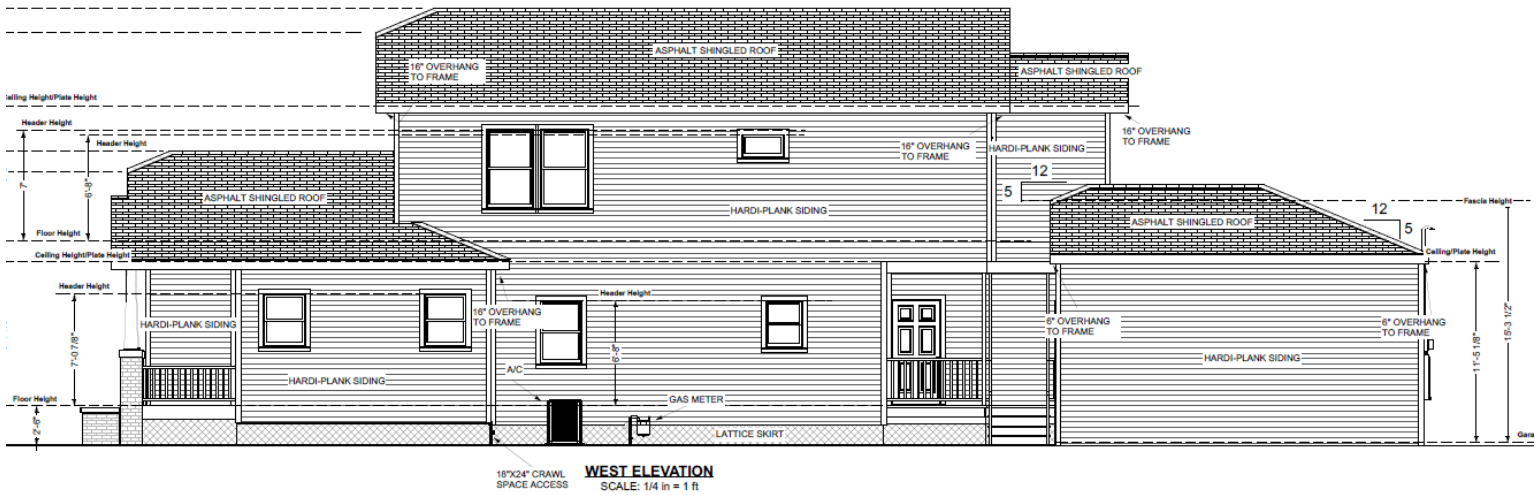 ASPHALT SHINGLED ROOF
16" OVERHANG
TO FRAME
ASPHALT SHINGLED ROOF
Ceiling Height/Plate Height
Header Height
16" OVERHANG
TO FRAME
16" OVERHANG
TO FRAME
HARDI-PLANK SIDING
Header Height
7'
6'-8"
12
5
ASPHALT SHINGLED ROOF
HARDI-PLANK SIDING
Fascia Height
12
5
ASPHALT SHINGLED ROOF
Floor Height
Ceiling Height/Plate Height
Ceiling/Plate Height
Header Height
Header Height
16" OVERHANG
TO FRAME
HARDI-PLANK SIDING
6" OVERHANG
TO FRAME
6" OVERHANG
TO FRAME
7'-0 7/8"
6'-8"
11'-5 1/8"
15'-3 1/2"
HARDI-PLANK SIDING
A/C
HARDI-PLANK SIDING
Floor Height
GAS METER
2'-6"
LATTICE SKIRT
Gara
18"X24" CRAWL
SPACE ACCESS
WEST ELEVATION
SCALE: 1/4 in = 1 ft